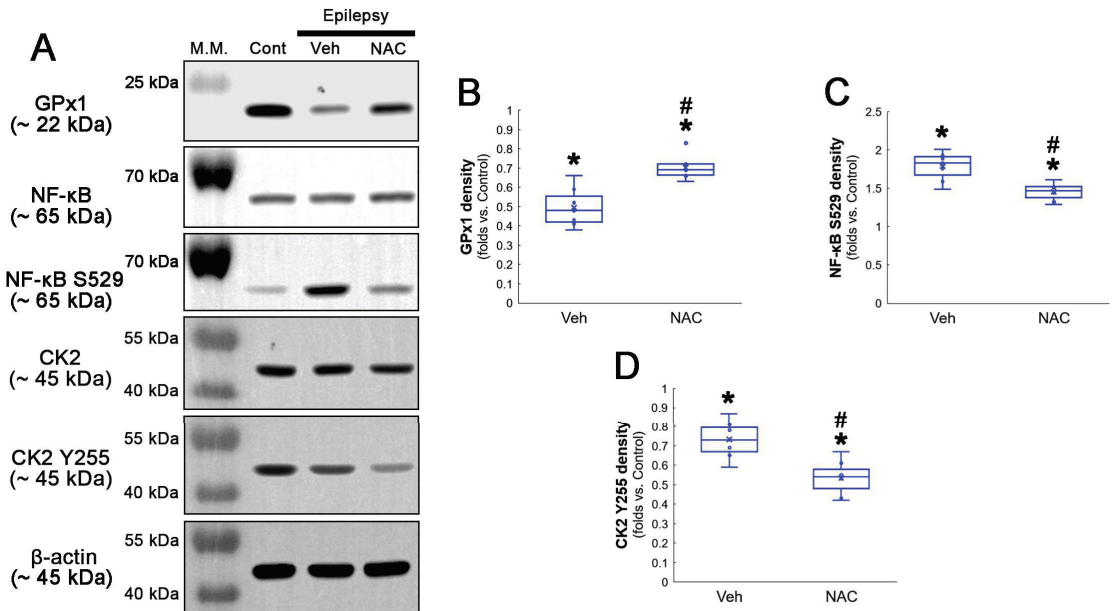 A
Epilepsy
M.M. Cont Veh NAC
25 kDa
GPx1
(~ 22 kDa)
70 kDa
NF-κB
(~ 65 kDa)
70 kDa
NF-κB S529
(~ 65 kDa)
55 kDa
CK2
(~ 45 kDa)
40 kDa
55 kDa
CK2 Y255
(~ 45 kDa)
40 kDa
55 kDa
β-actin
(~ 45 kDa)
40 kDa
B
GPx1 density
(folds vs. Control)
1
0.9
0.8
0.7
0.6
0.5
0.4
0.3
0.2
0.1
0
*
#
*
Veh NAC
C
NF-κB S529 density
(folds vs. Control)
2.5
2
1.5
1
0.5
0
*
#
*
Veh NAC
D
CK2 Y255 density
(folds vs. Control)
1
0.9
0.8
0.7
0.6
0.5
0.4
0.3
0.2
0.1
0
*
#
*
Veh NAC